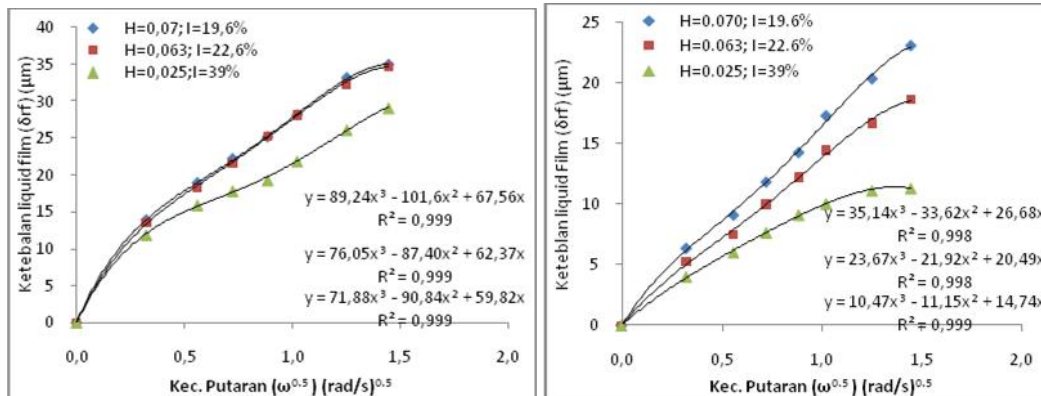 H=0,07; I=19,6%
H=0,063; I=22,6%
H=0,025;I=39%
Ketebalan liquid film (δrf) (μm)
40
35
30
25
20
15
10
5
0
y = 89,24x³ - 101,6x² + 67,56x
R² = 0,999
y = 76,05x³ - 87,40x² + 62,37x
R² = 0,999
y = 71,88x³ - 90,84x² + 59,82x
R² = 0,999
0,0 0,5 1,0 1,5 2,0
Kec. Putaran (ω⁰·⁵) (rad/s)⁰·⁵
H=0.070; I=19.6%
H=0.063; I=22.6%
H=0.025; I=39%
Keteblan liquid Film (δrf) (μm)
25
20
15
10
5
0
y = 35,14x³ - 33,62x² + 26,68x
R² = 0,998
y = 23,67x³ - 21,92x² + 20,49x
R² = 0,998
y = 10,47x³ - 11,15x² + 14,74x
R² = 0,999
0,0 0,5 1,0 1,5 2,0
Kec. Putaran (ω⁰·⁵) (rad/s)⁰·⁵